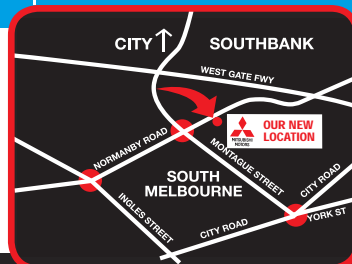 CITY
SOUTHBANK
WEST GATE FWY
MITSUBISHI
MOTORS
OUR NEW
LOCATION
NORMANBY ROAD
MONTAGUE STREET
SOUTH
MELBOURNE
CITY ROAD
INGLES STREET
YORK ST
CITY ROAD